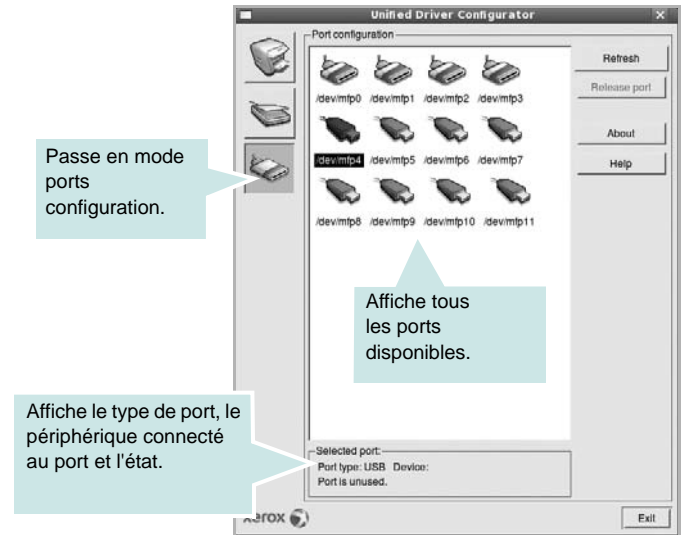 Unified Driver Configurator
Port configuration
/dev/mfp0 /dev/mfp1 /dev/mfp2 /dev/mfp3
/dev/mfp4 /dev/mfp5 /dev/mfp6 /dev/mfp7
/dev/mfp8 /dev/mfp9 /dev/mfp10 /dev/mfp11
Refresh
Release port
About
Help
Passe en mode
ports
configuration.
Affiche tous
les ports
disponibles.
Affiche le type de port, le
périphérique connecté
au port et l'état.
Selected port:
Port type: USB Device:
Port is unused.
xerox
Exit